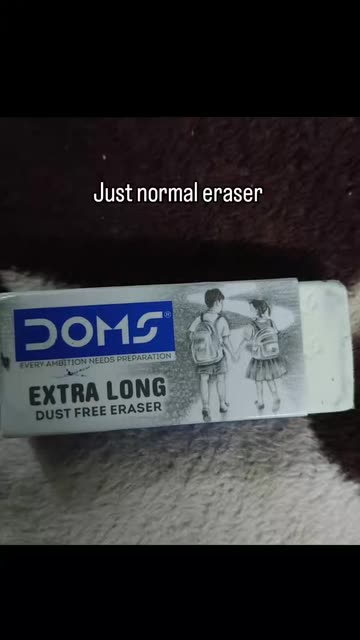 Just normal eraser
DOMS®
EVERY AMBITION NEEDS PREPARATION
EXTRA LONG
DUST FREE ERASER